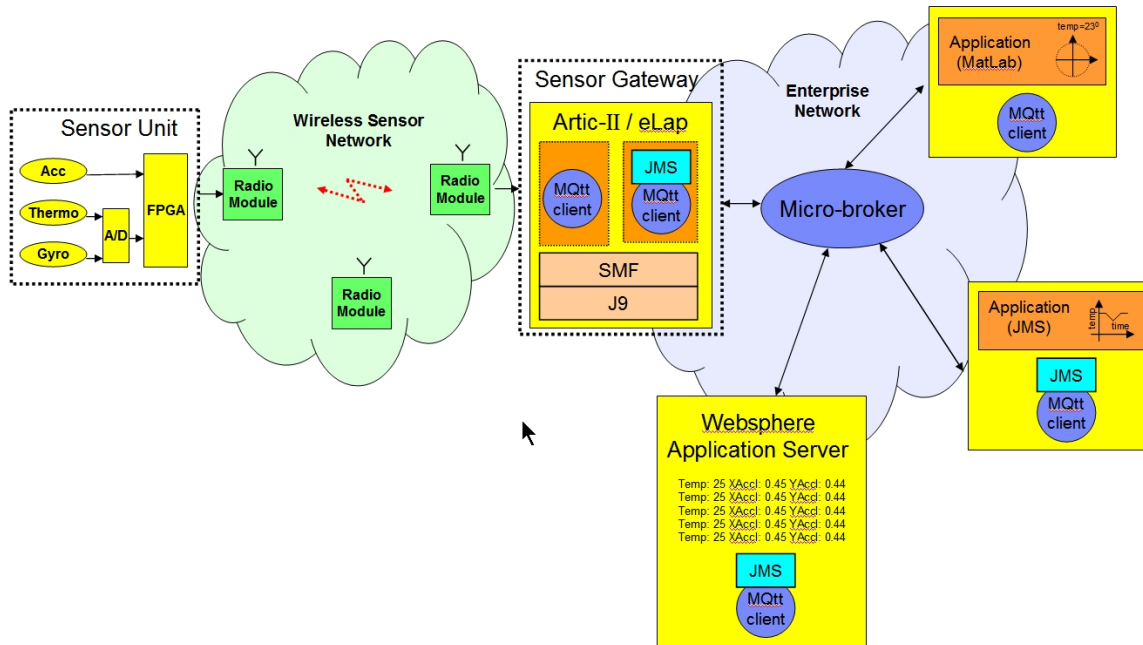 Sensor Unit
Acc
Thermo
Gyro
A/D
FPGA
Wireless Sensor
Network
Radio
Module
Radio
Module
Radio
Module
Sensor Gateway
Artic-II / eLap
MQtt
client
JMS
MQtt
client
SMF
J9
Enterprise
Network
Micro-broker
Application
(MatLab)
temp=23⁰
MQtt
client
Application
(JMS)
temp
time
JMS
MQtt
client
Websphere
Application Server
Temp: 25 XAccl: 0.45 YAccl: 0.44
Temp: 25 XAccl: 0.45 YAccl: 0.44
Temp: 25 XAccl: 0.45 YAccl: 0.44
Temp: 25 XAccl: 0.45 YAccl: 0.44
Temp: 25 XAccl: 0.45 YAccl: 0.44
JMS
MQtt
client